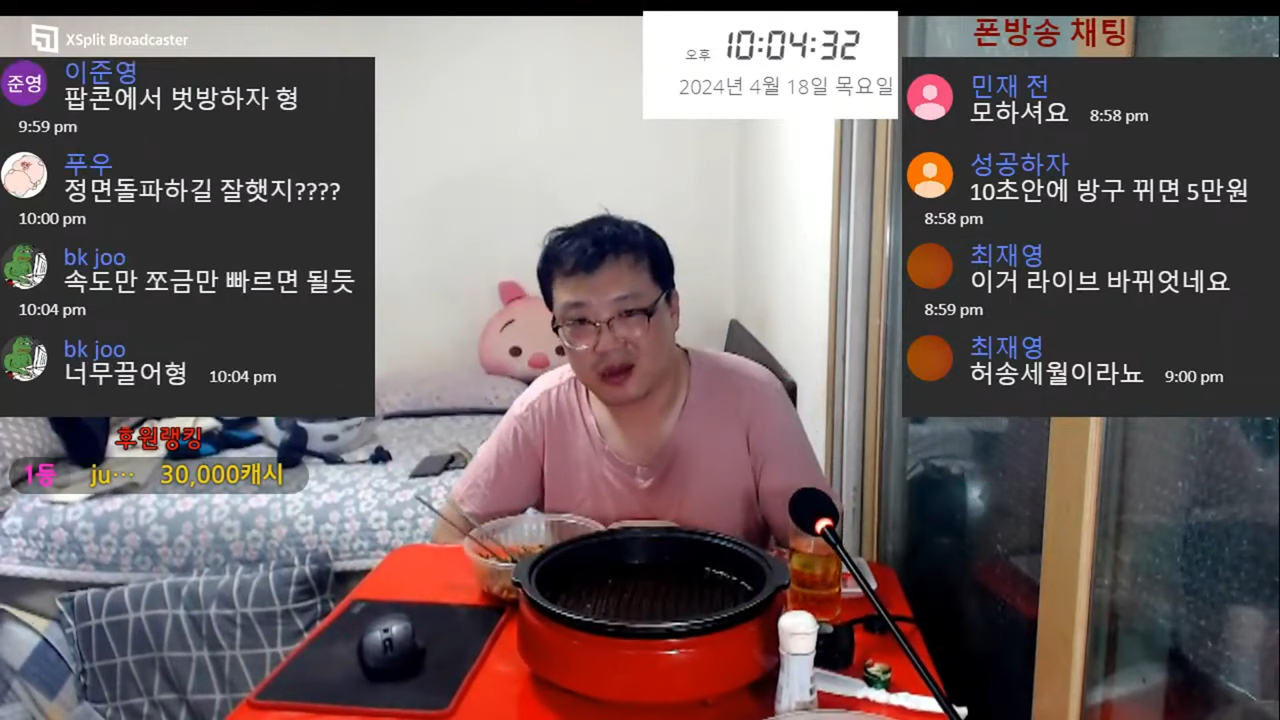 XSplit Broadcaster
오후 10:04:32
2024년 4월 18일 목요일
폰방송 채팅
준영
이준영
팝콘에서 벗방하자 형
9:59 pm
푸우
정면돌파하길 잘햇지????
10:00 pm
bk joo
속도만 쪼금만 빠르면 될듯
10:04 pm
bk joo
너무끌어형 10:04 pm
후원랭킹
1등 ju… 30,000캐시
민재 전
모하셔요 8:58 pm
성공하자
10초안에 방구 뀌면 5만원
8:58 pm
최재영
이거 라이브 바뀌엇네요
8:59 pm
최재영
허송세월이라뇨 9:00 pm